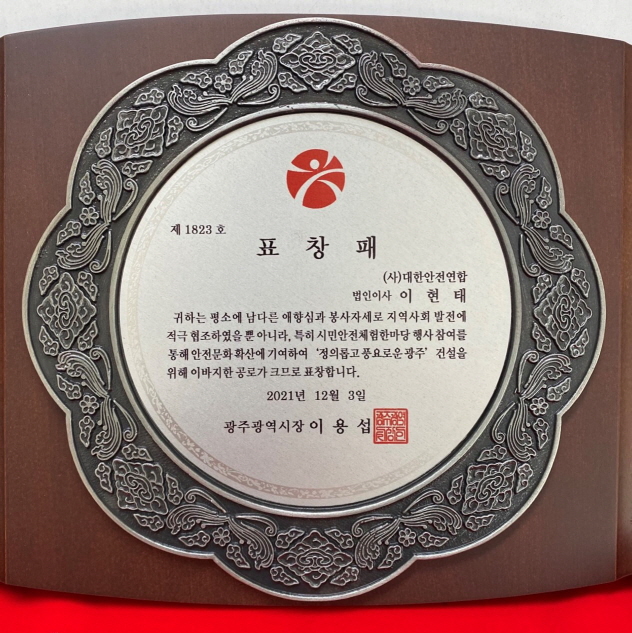 제 1823 호
표 창 패
(사)대한안전연합
법인이사 이 현 태
귀하는 평소에 남다른 애향심과 봉사자세로 지역사회 발전에
적극 협조하였을 뿐 아니라, 특히 시민안전체험한마당 행사 참여를
통해 안전문화 확산에 기여하여 ‘정의롭고 풍요로운 광주’ 건설을
위해 이바지한 공로가 크므로 표창합니다.
2021년 12월 3일
광주광역시장 이 용 섭